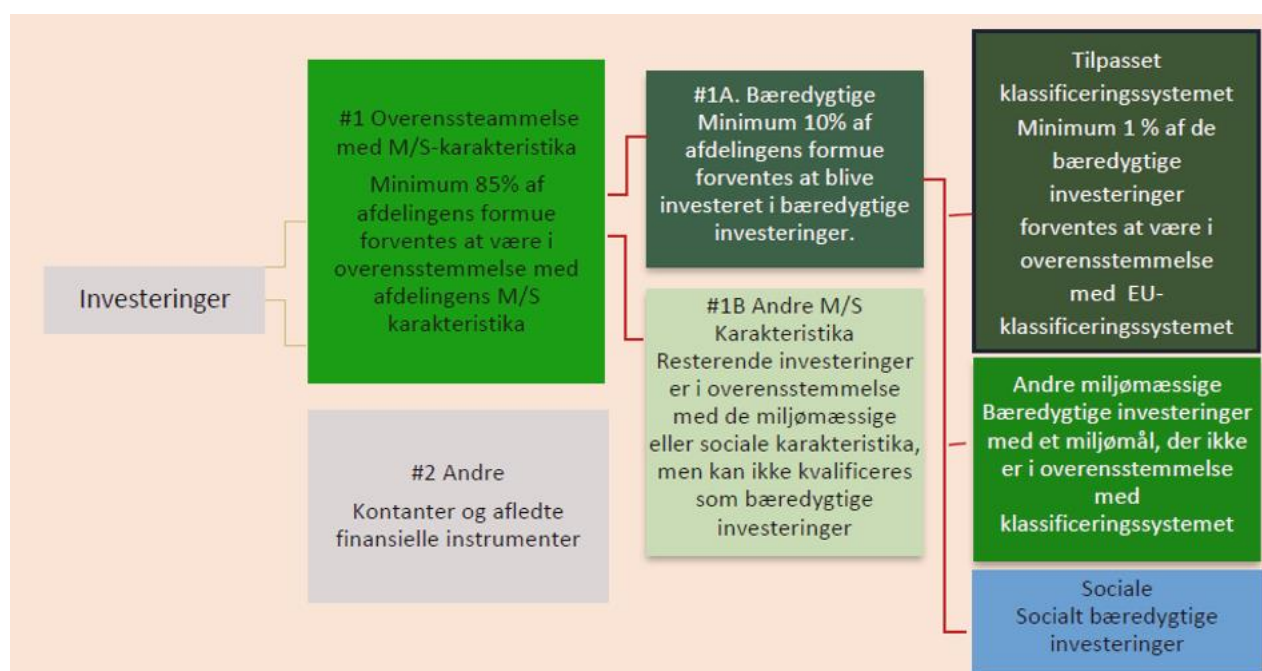 Investeringer
#1 Overenssteammelse
med M/S-karakteristika
Minimum 85% af
afdelingens formue
forventes at være i
overensstemmelse med
afdelingens M/S
karakteristika
#2 Andre
Kontanter og afledte
finansielle instrumenter
#1A. Bæredygtige
Minimum 10% af
afdelingens formue
forventes at blive
investeret i bæredygtige
investeringer.
#1B Andre M/S
Karakteristika
Resterende investeringer
er i overensstemmelse
med de miljømæssige
eller sociale karakteristika,
men kan ikke kvalificeres
som bæredygtige
investeringer
Tilpasset
klassificeringssystemet
Minimum 1 % af de
bæredygtige
investeringer
forventes at være i
overensstemmelse
med EU-
klassificeringssystemet
Andre miljømæssige
Bæredygtige investeringer
med et miljømål, der ikke
er i overensstemmelse
med
klassificeringssystemet
Sociale
Socialt bæredygtige
investeringer